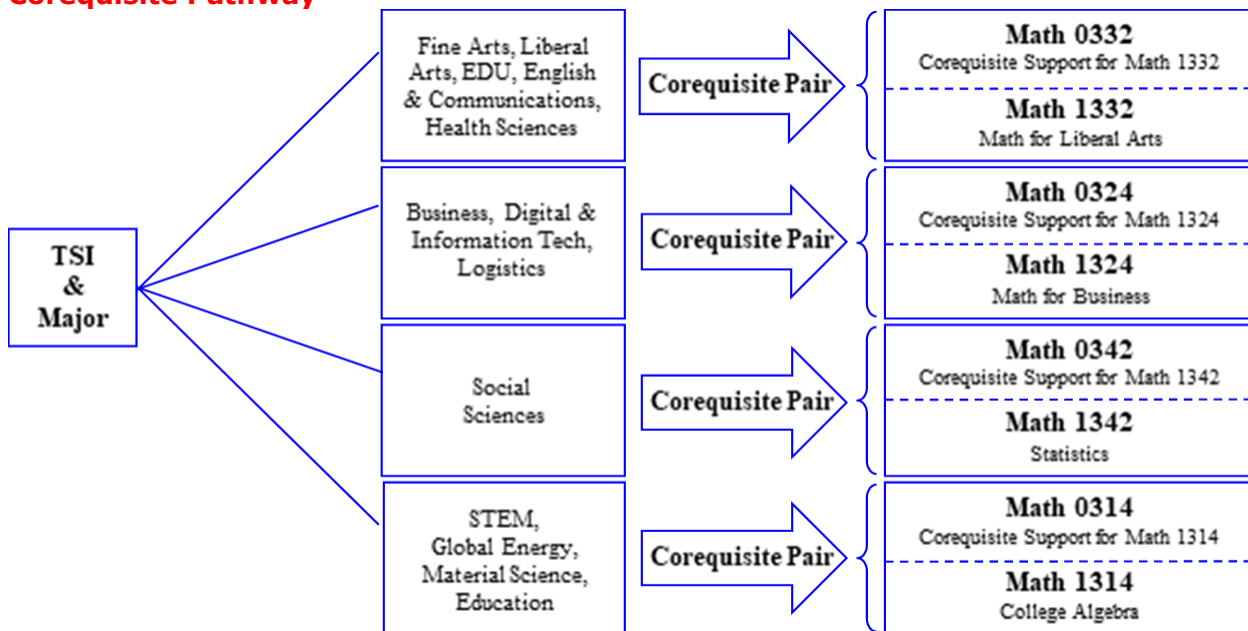 Corequisite Pathway
TSI
&
Major
Fine Arts, Liberal
Arts, EDU, English
& Communications,
Health Sciences
Corequisite Pair
Math 0332
Corequisite Support for Math 1332
Math 1332
Math for Liberal Arts
Business, Digital &
Information Tech,
Logistics
Corequisite Pair
Math 0324
Corequisite Support for Math 1324
Math 1324
Math for Business
Social
Sciences
Corequisite Pair
Math 0342
Corequisite Support for Math 1342
Math 1342
Statistics
STEM,
Global Energy,
Material Science,
Education
Corequisite Pair
Math 0314
Corequisite Support for Math 1314
Math 1314
College Algebra